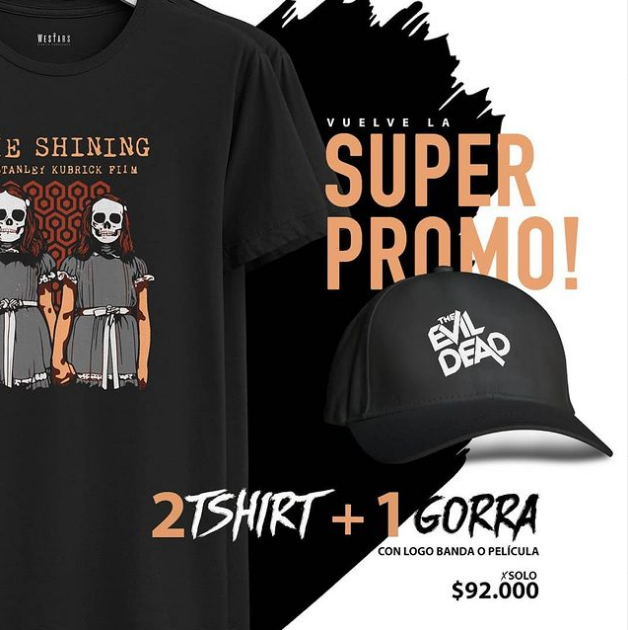 WESTARS
E SHINING
STANLEY KUBRICK FILM
VUELVE LA
SUPER
PROMO!
THE
EVIL
DEAD
2TSHIRT + 1 GORRA
CON LOGO BANDA O PELÍCULA
XSOLO
$92.000